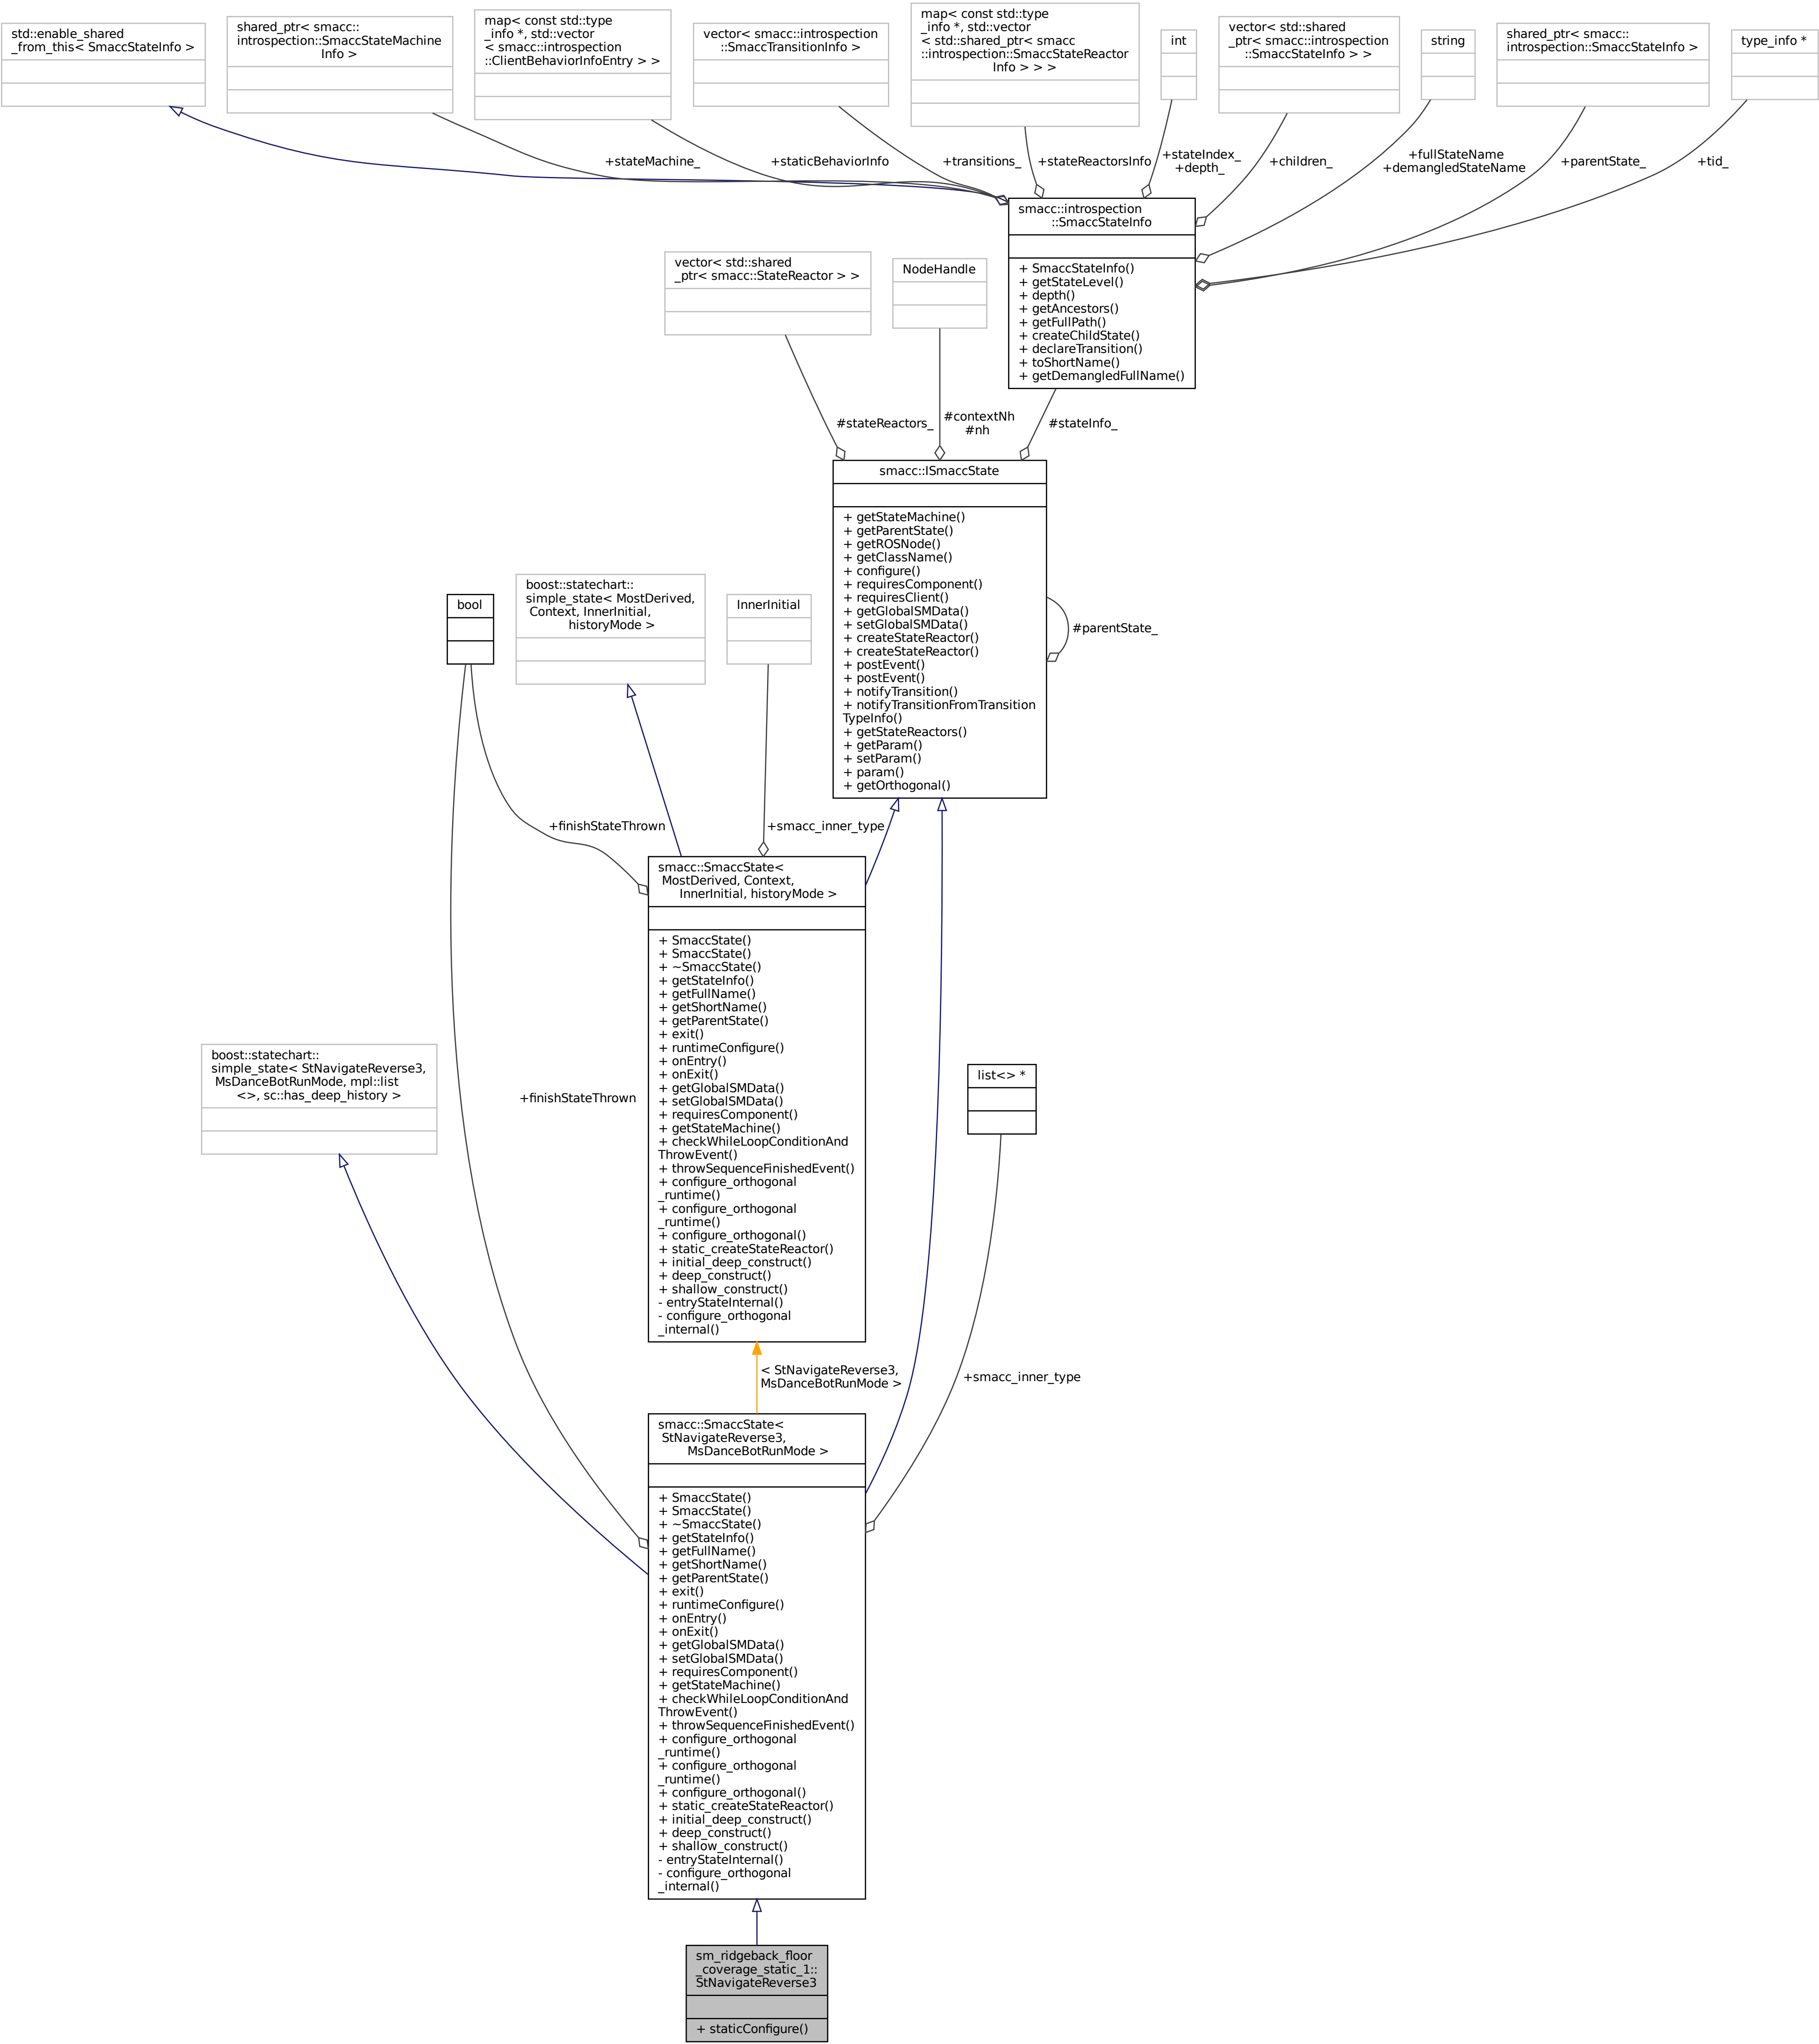 std::enable_shared
_from_this< SmaccStateInfo >
shared_ptr< smacc::
introspection::SmaccStateMachine
Info >
map< const std::type
_info *, std::vector
< smacc::introspection
::ClientBehaviorInfoEntry > >
vector< smacc::introspection
::SmaccTransitionInfo >
map< const std::type
_info *, std::vector
< std::shared_ptr< smacc
::introspection::SmaccStateReactor
Info > > >
int
vector< std::shared
_ptr< smacc::introspection
::SmaccStateInfo > >
string
shared_ptr< smacc::
introspection::SmaccStateInfo >
type_info *
+stateMachine_
+staticBehaviorInfo
+transitions_
+stateReactorsInfo
+stateIndex_
+depth_
+children_
+fullStateName
+demangledStateName
+parentState_
+tid_
smacc::introspection
::SmaccStateInfo
+ SmaccStateInfo()
+ getStateLevel()
+ depth()
+ getAncestors()
+ getFullPath()
+ createChildState()
+ declareTransition()
+ toShortName()
+ getDemangledFullName()
vector< std::shared
_ptr< smacc::StateReactor > >
NodeHandle
#stateReactors_
#contextNh
#nh
#stateInfo_
smacc::ISmaccState
+ getStateMachine()
+ getParentState()
+ getROSNode()
+ getClassName()
+ configure()
+ requiresComponent()
+ requiresClient()
+ getGlobalSMData()
+ setGlobalSMData()
+ createStateReactor()
+ createStateReactor()
+ postEvent()
+ postEvent()
+ notifyTransition()
+ notifyTransitionFromTransition
TypeInfo()
+ getStateReactors()
+ getParam()
+ setParam()
+ param()
+ getOrthogonal()
#parentState_
bool
boost::statechart::
simple_state< MostDerived,
Context, InnerInitial,
historyMode >
InnerInitial
+finishStateThrown
+smacc_inner_type
smacc::SmaccState<
MostDerived, Context,
InnerInitial, historyMode >
+ SmaccState()
+ SmaccState()
+ ~SmaccState()
+ getStateInfo()
+ getFullName()
+ getShortName()
+ getParentState()
+ exit()
+ runtimeConfigure()
+ onEntry()
+ onExit()
+ getGlobalSMData()
+ setGlobalSMData()
+ requiresComponent()
+ getStateMachine()
+ checkWhileLoopConditionAnd
ThrowEvent()
+ throwSequenceFinishedEvent()
+ configure_orthogonal
_runtime()
+ configure_orthogonal
_runtime()
+ configure_orthogonal()
+ static_createStateReactor()
+ initial_deep_construct()
+ deep_construct()
+ shallow_construct()
- entryStateInternal()
- configure_orthogonal
_internal()
boost::statechart::
simple_state< StNavigateReverse3,
MsDanceBotRunMode, mpl::list
<>, sc::has_deep_history >
+finishStateThrown
list<> *
< StNavigateReverse3,
MsDanceBotRunMode >
+smacc_inner_type
smacc::SmaccState<
StNavigateReverse3,
MsDanceBotRunMode >
+ SmaccState()
+ SmaccState()
+ ~SmaccState()
+ getStateInfo()
+ getFullName()
+ getShortName()
+ getParentState()
+ exit()
+ runtimeConfigure()
+ onEntry()
+ onExit()
+ getGlobalSMData()
+ setGlobalSMData()
+ requiresComponent()
+ getStateMachine()
+ checkWhileLoopConditionAnd
ThrowEvent()
+ throwSequenceFinishedEvent()
+ configure_orthogonal
_runtime()
+ configure_orthogonal
_runtime()
+ configure_orthogonal()
+ static_createStateReactor()
+ initial_deep_construct()
+ deep_construct()
+ shallow_construct()
- entryStateInternal()
- configure_orthogonal
_internal()
sm_ridgeback_floor
_coverage_static_1::
StNavigateReverse3
+ staticConfigure()